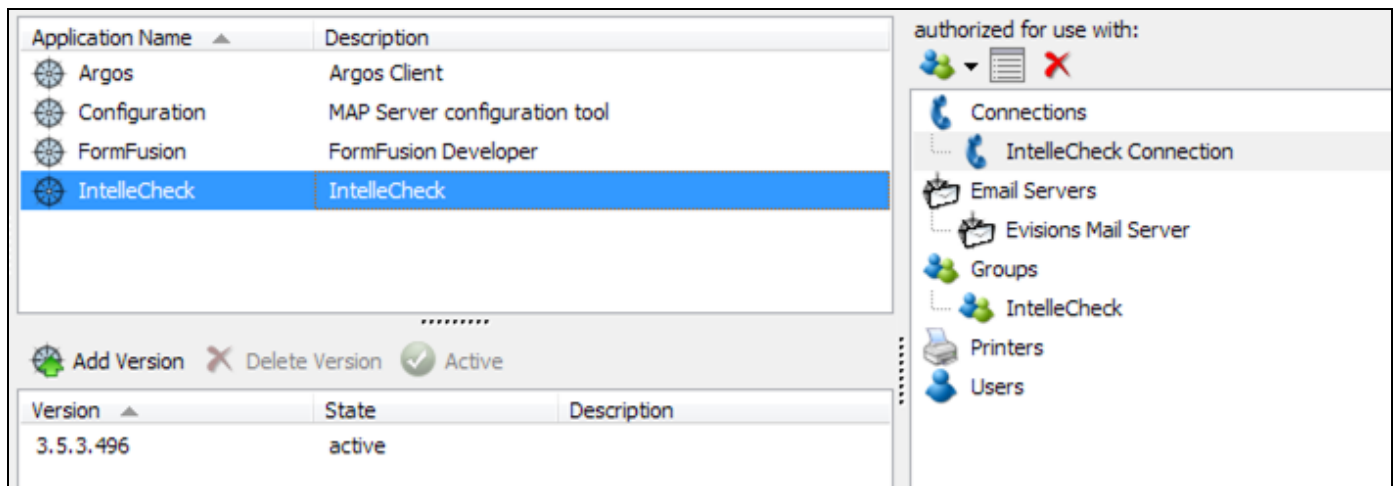 Application Name Description
Argos Argos Client
Configuration MAP Server configuration tool
FormFusion FormFusion Developer
IntelleCheck IntelleCheck
Add Version Delete Version Active
Version State Description
3.5.3.496 active
authorized for use with:
Connections
IntelleCheck Connection
Email Servers
Evisions Mail Server
Groups
IntelleCheck
Printers
Users